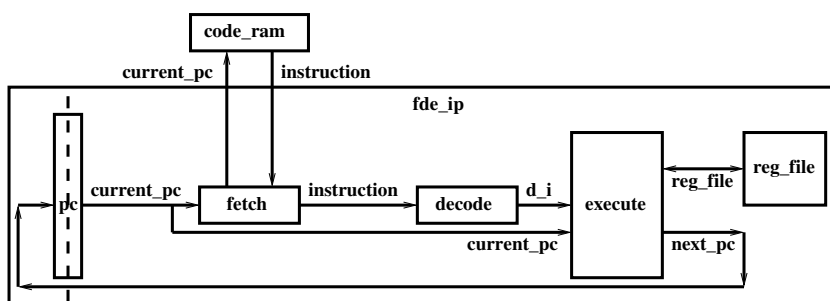 code_ram
current_pc instruction
fde_ip
pc current_pc fetch instruction decode d_i execute reg_file reg_file
current_pc next_pc